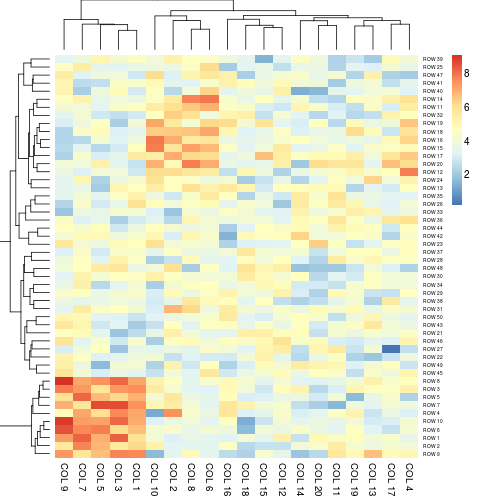 ROW 39
ROW 25
ROW 47
ROW 41
ROW 40
ROW 14
ROW 11
ROW 32
ROW 19
ROW 18
ROW 16
ROW 15
ROW 17
ROW 20
ROW 12
ROW 24
ROW 13
ROW 35
ROW 26
ROW 33
ROW 36
ROW 44
ROW 42
ROW 23
ROW 37
ROW 28
ROW 48
ROW 30
ROW 34
ROW 29
ROW 38
ROW 31
ROW 50
ROW 43
ROW 21
ROW 46
ROW 27
ROW 22
ROW 49
ROW 45
ROW 8
ROW 3
ROW 5
ROW 7
ROW 4
ROW 10
ROW 6
ROW 1
ROW 2
ROW 9
8
6
4
2
COL 9
COL 7
COL 5
COL 3
COL 1
COL 10
COL 2
COL 8
COL 6
COL 16
COL 18
COL 15
COL 12
COL 14
COL 20
COL 11
COL 19
COL 13
COL 17
COL 4